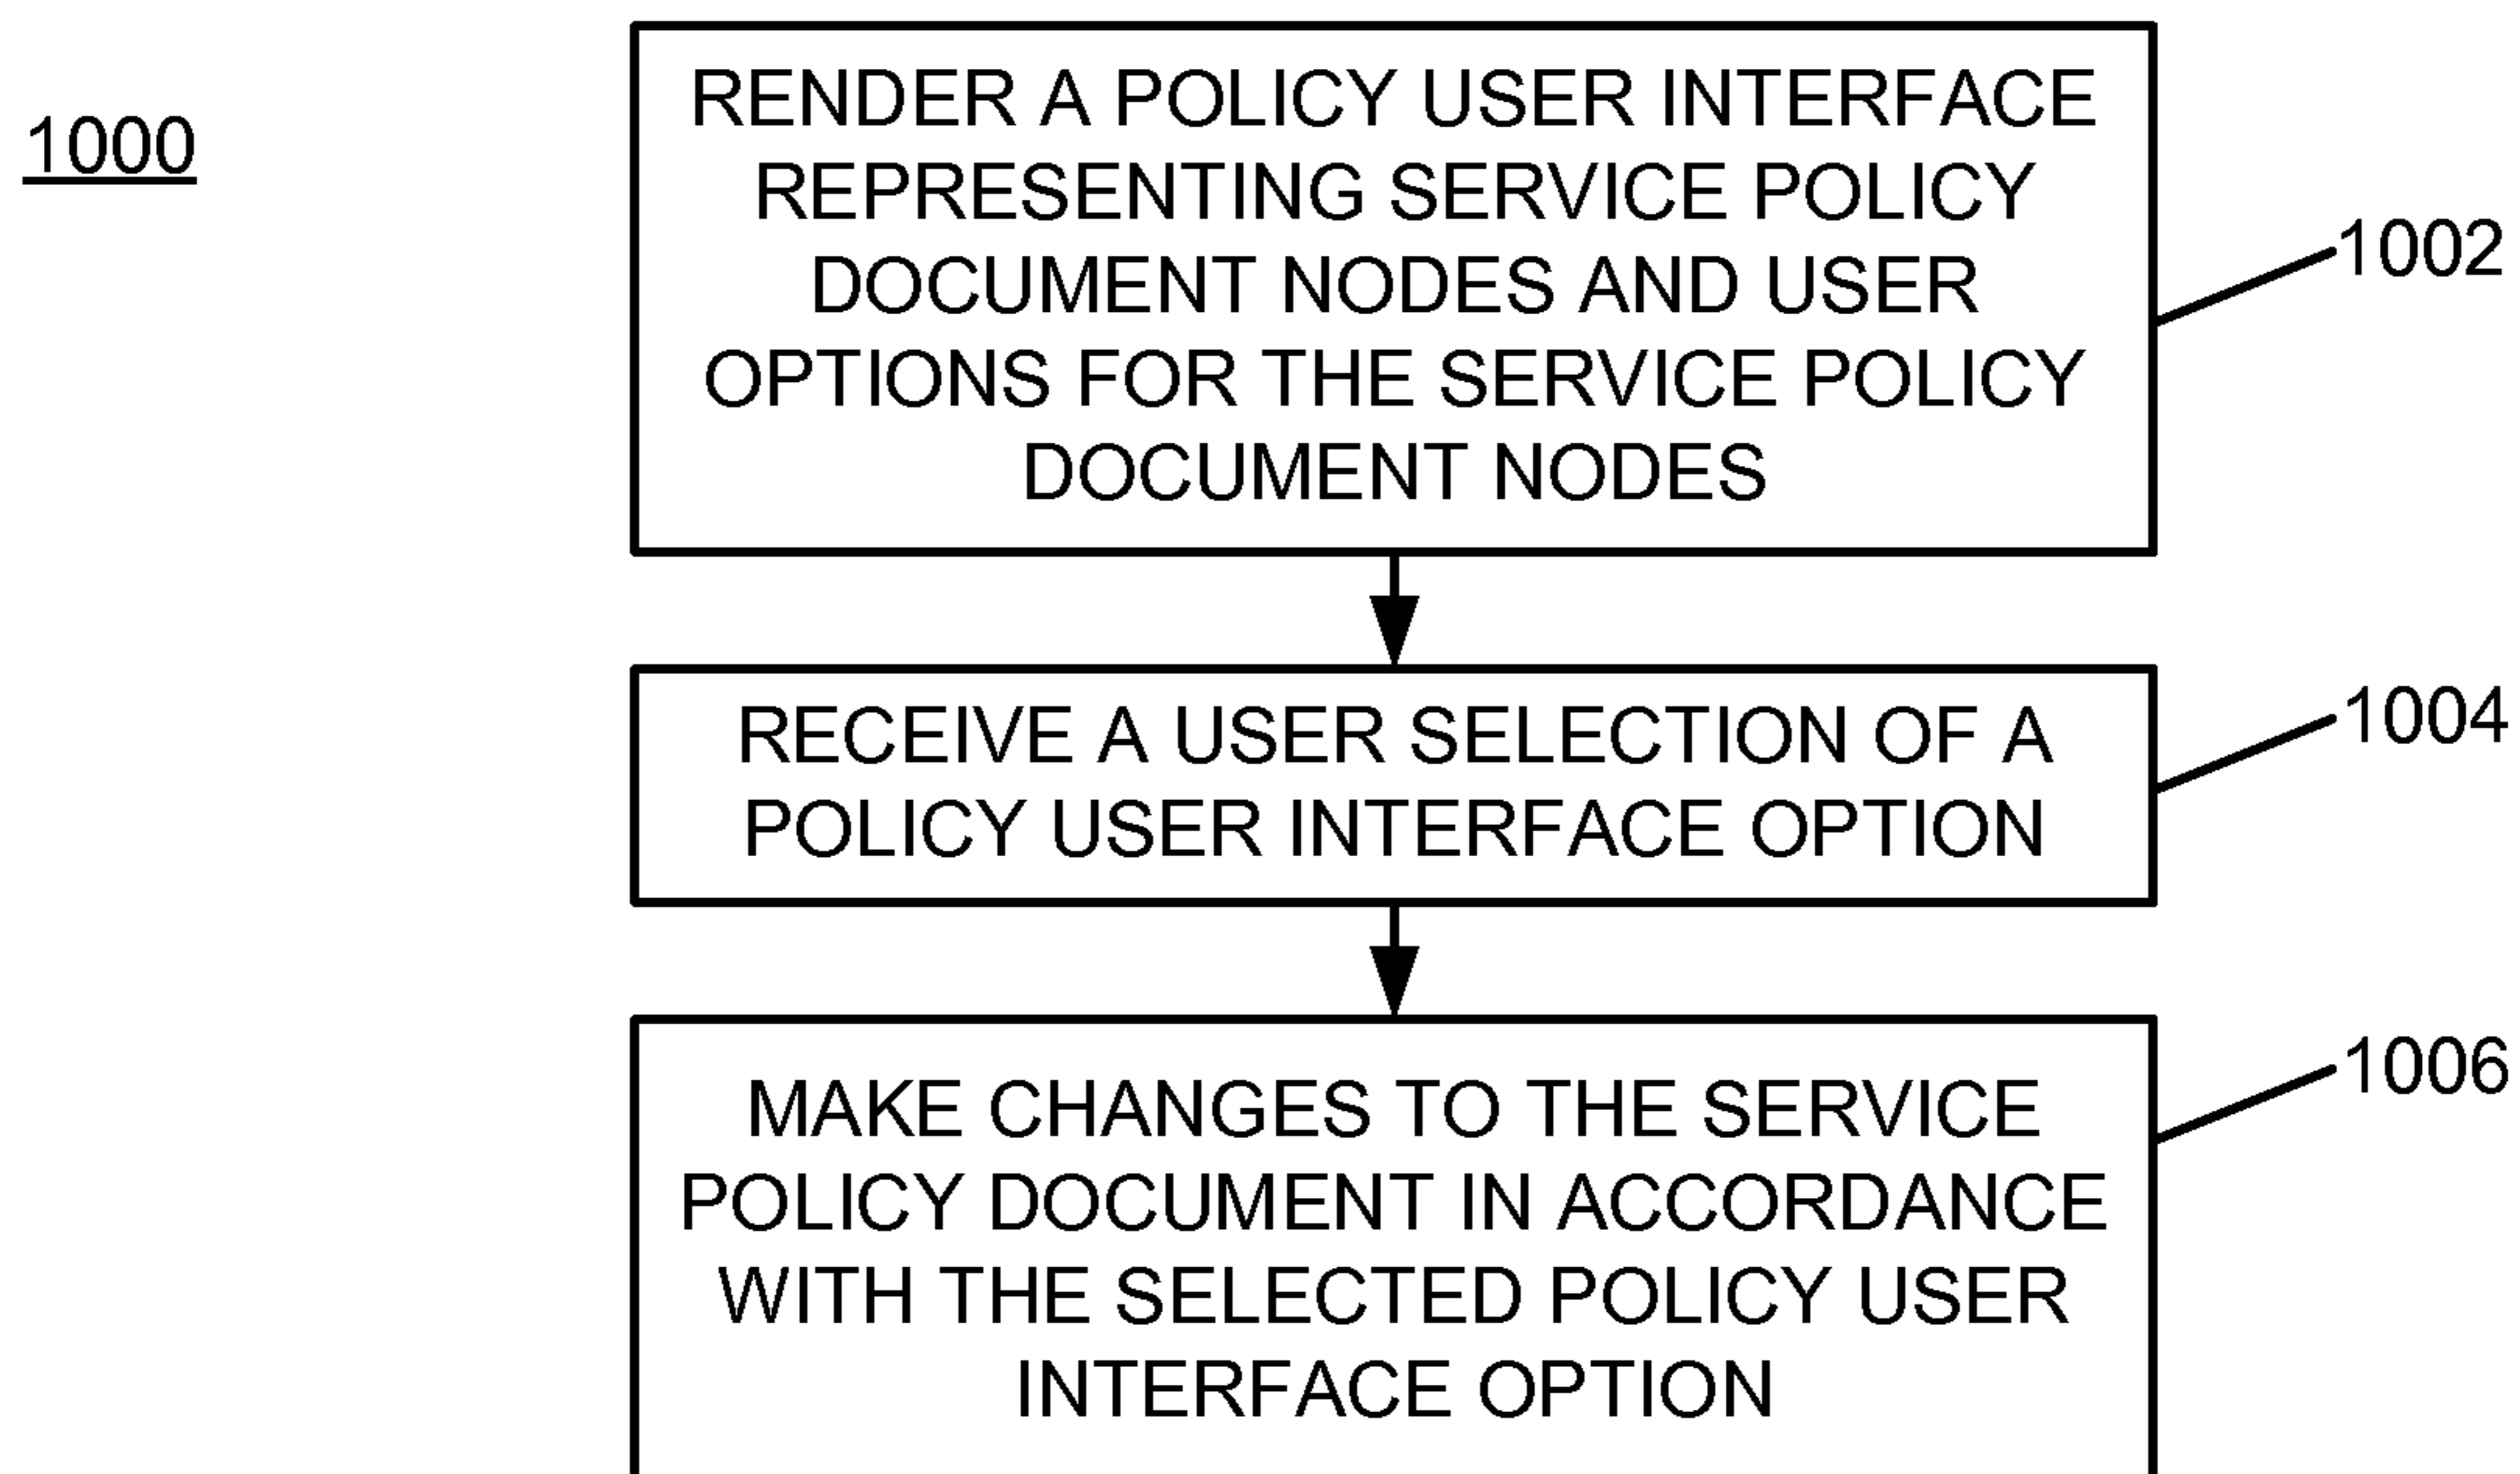 1000
RENDER A POLICY USER INTERFACE
REPRESENTING SERVICE POLICY
DOCUMENT NODES AND USER
OPTIONS FOR THE SERVICE POLICY
DOCUMENT NODES
1002
RECEIVE A USER SELECTION OF A
POLICY USER INTERFACE OPTION
1004
MAKE CHANGES TO THE SERVICE
POLICY DOCUMENT IN ACCORDANCE
WITH THE SELECTED POLICY USER
INTERFACE OPTION
1006